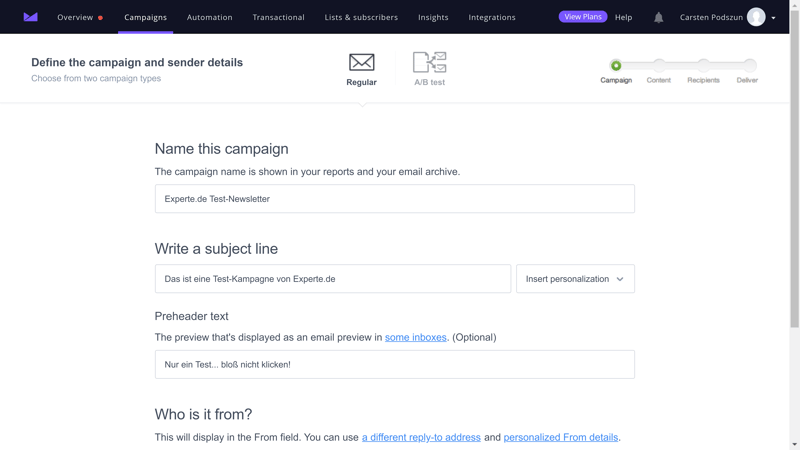 Overview Campaigns Automation Transactional Lists & subscribers Insights Integrations View Plans Help Carsten Podszun
Define the campaign and sender details
Choose from two campaign types
Regular
A/B test
Campaign Content Recipients Deliver
Name this campaign
The campaign name is shown in your reports and your email archive.
Experte.de Test-Newsletter
Write a subject line
Das ist eine Test-Kampagne von Experte.de
Insert personalization
Preheader text
The preview that's displayed as an email preview in some inboxes. (Optional)
Nur ein Test... bloß nicht klicken!
Who is it from?
This will display in the From field. You can use a different reply-to address and personalized From details.